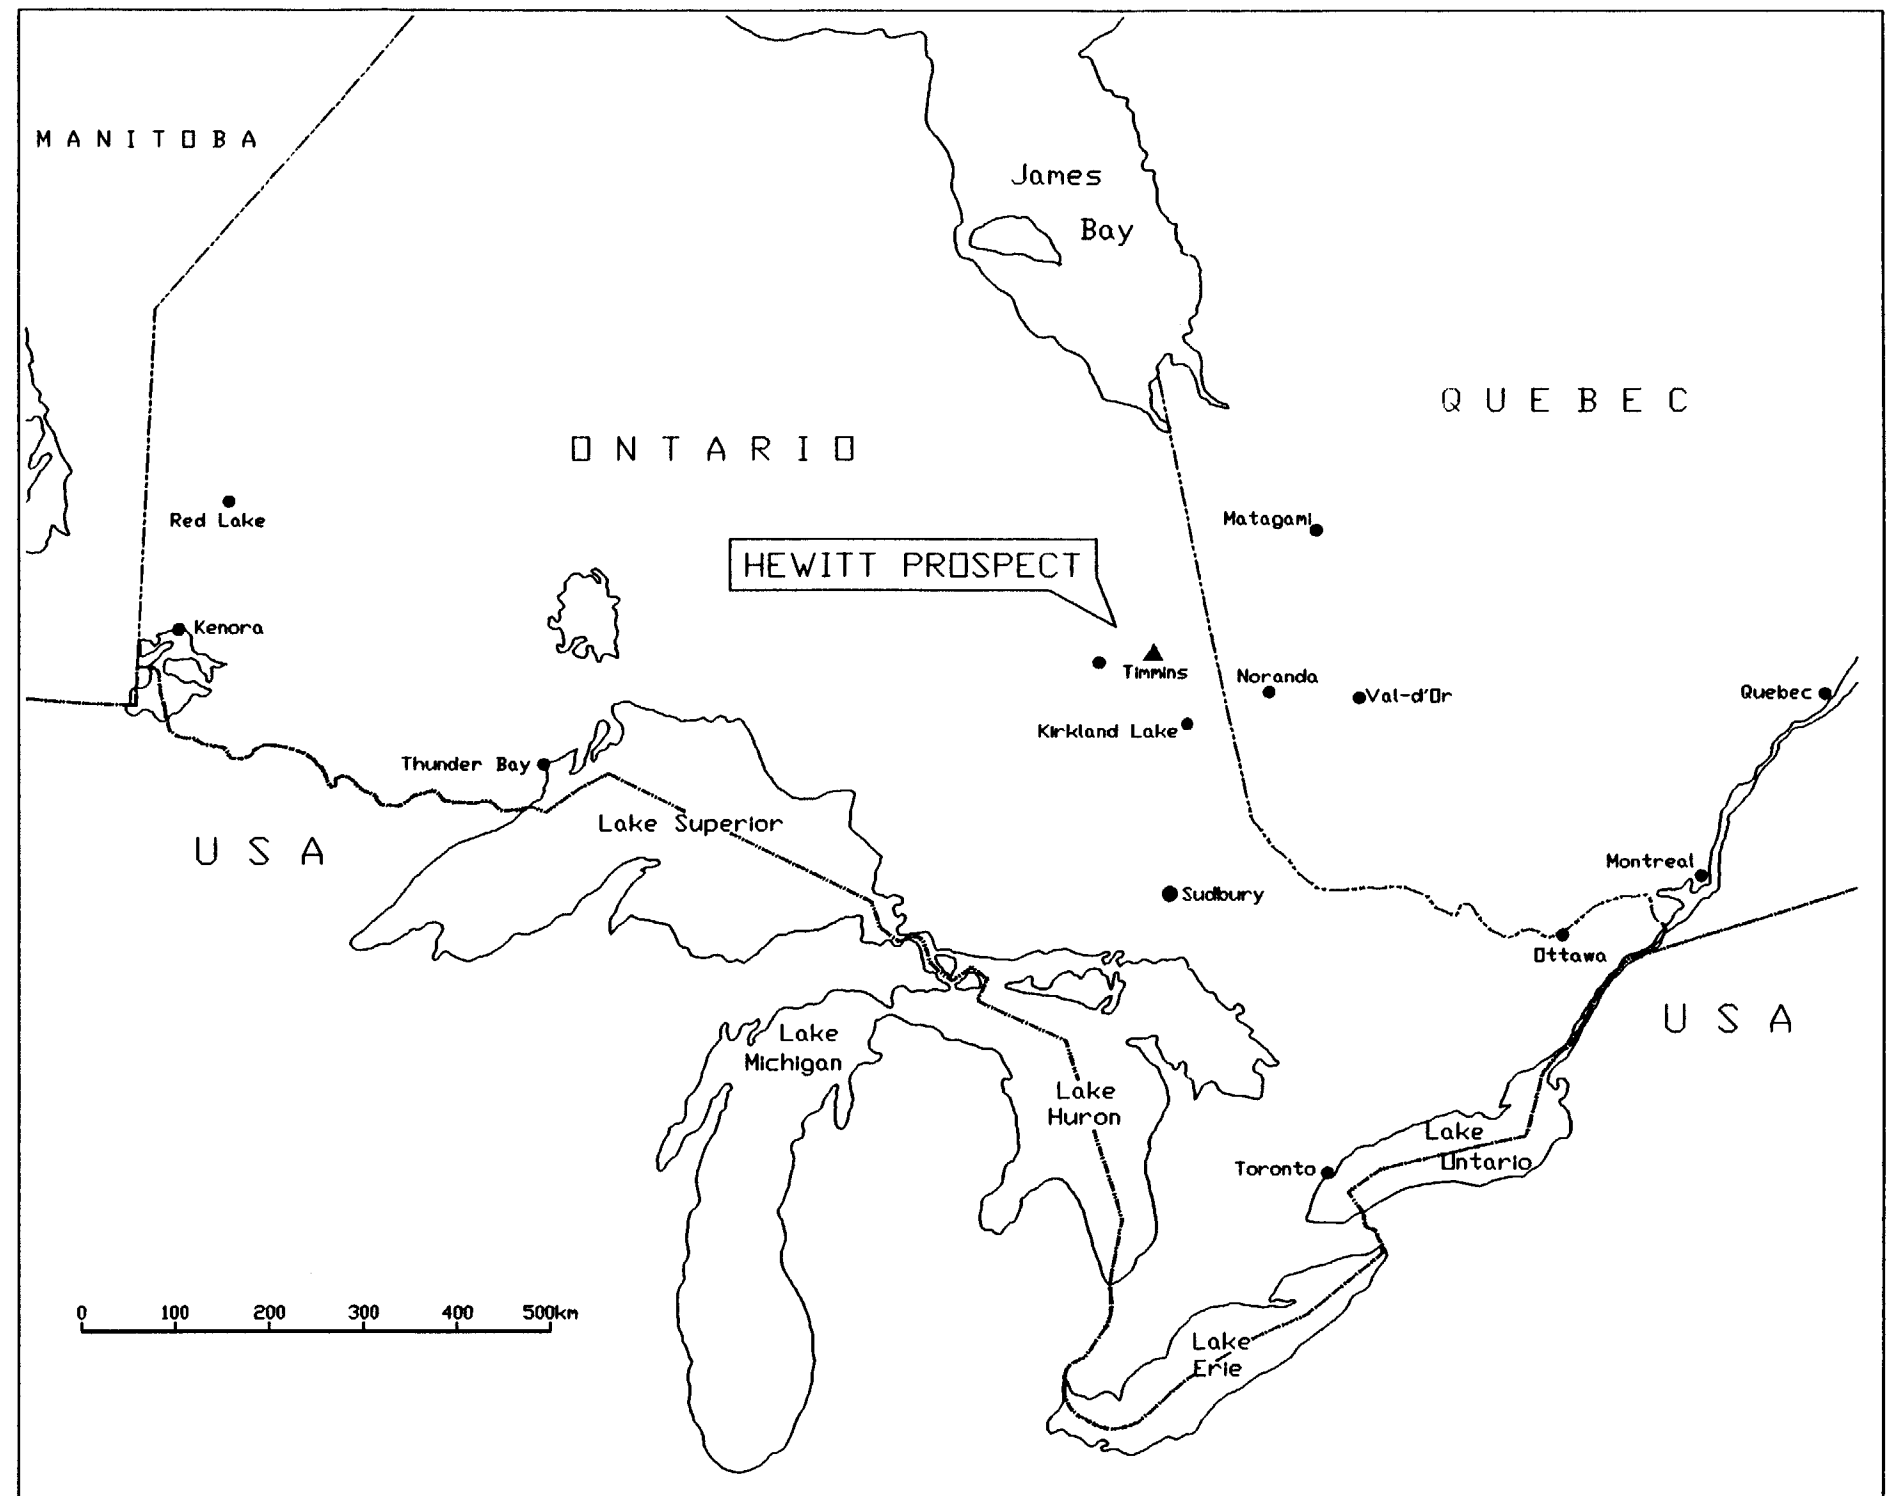 MANITOBA
James
Bay
QUEBEC
ONTARIO
Red Lake
Matagami
HEWITT PROSPECT
Kenora
Timmins
Noranda
Val-d'Or
Quebec
Kirkland Lake
Thunder Bay
Lake Superior
USA
Montreal
Sudbury
Ottawa
USA
Lake
Michigan
Lake
Huron
Lake
Ontario
Toronto
0 100 200 300 400 500km
Lake
Erie